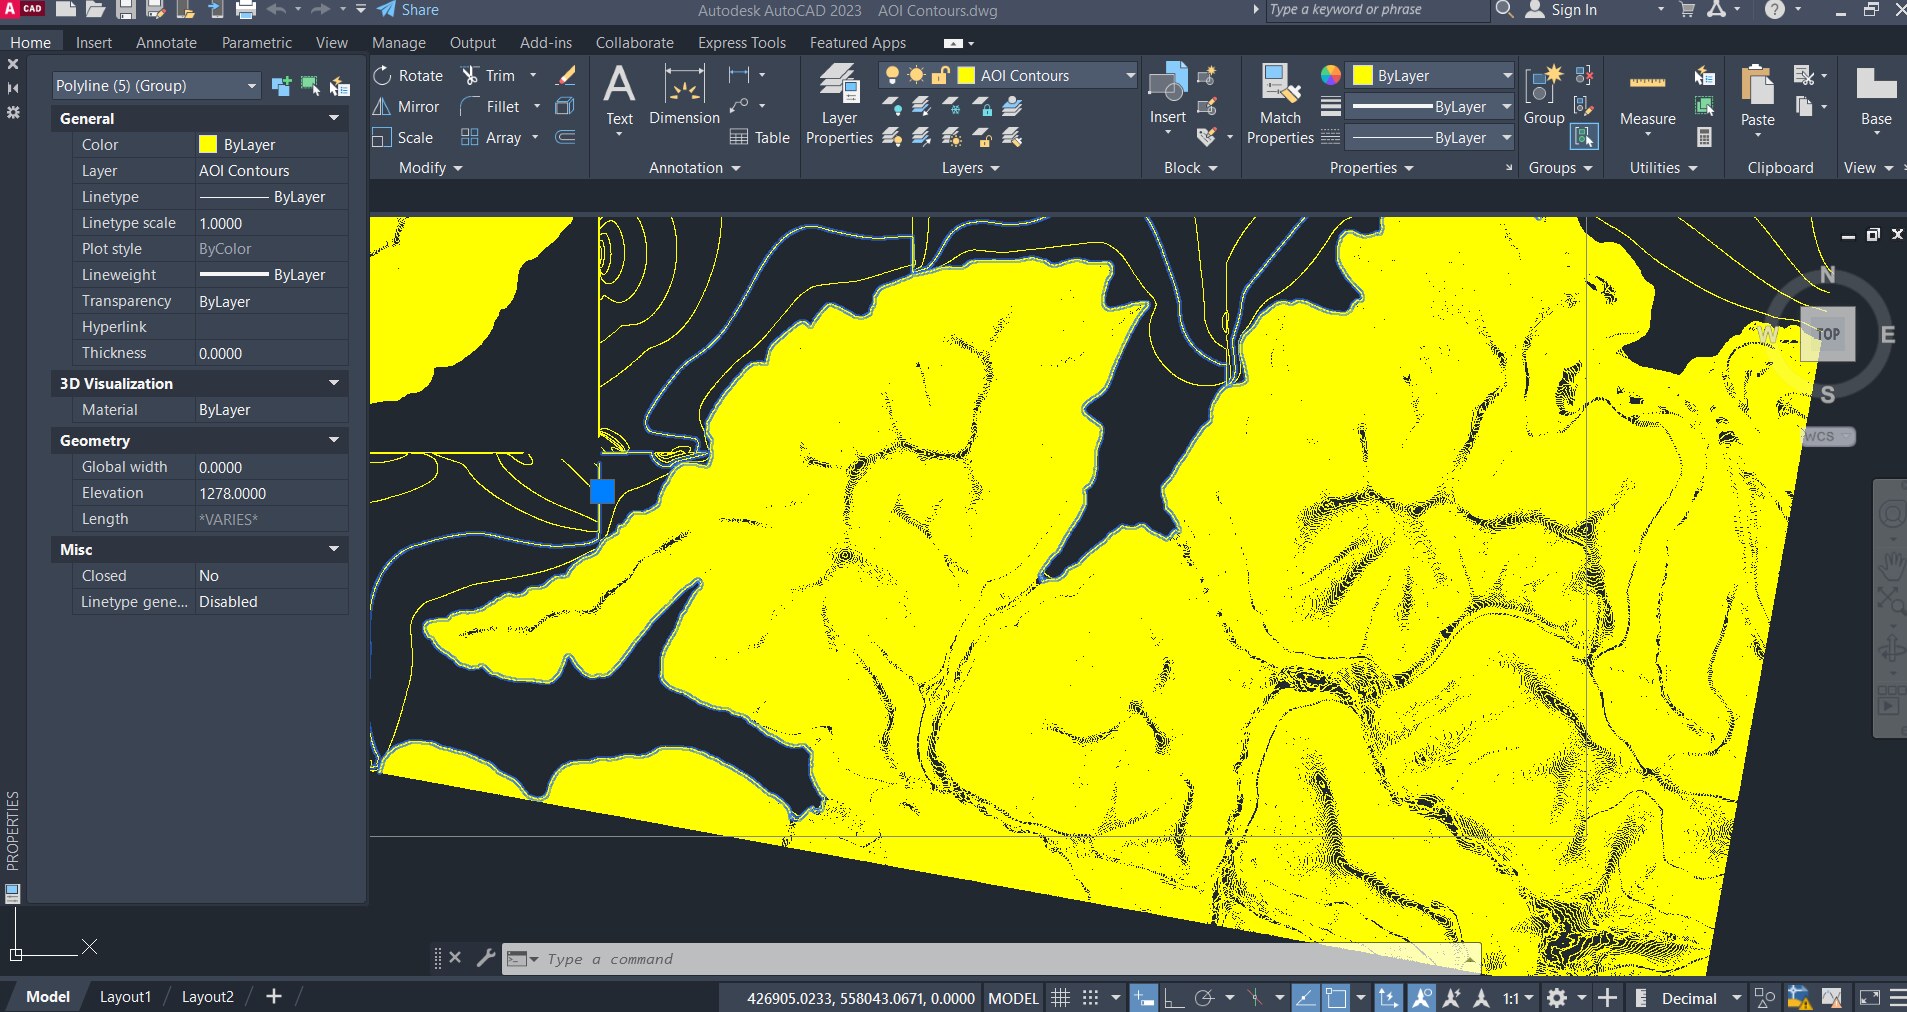 A CAD
Share
Autodesk AutoCAD 2023 AOI Contours.dwg
Type a keyword or phrase
Sign In
?
Home Insert Annotate Parametric View Manage Output Add-ins Collaborate Express Tools Featured Apps
Polyline (5) (Group)
General
Color ByLayer
Layer AOI Contours
Linetype ByLayer
Linetype scale 1.0000
Plot style ByColor
Lineweight ByLayer
Transparency ByLayer
Hyperlink
Thickness 0.0000
3D Visualization
Material ByLayer
Geometry
Global width 0.0000
Elevation 1278.0000
Length *VARIES*
Misc
Closed No
Linetype gene... Disabled
PROPERTIES
Rotate Trim
Mirror Fillet
Scale Array
Modify
A
Text
Dimension
Table
Annotation
Layer
Properties
AOI Contours
Layers
Insert
Block
Match
Properties
ByLayer
ByLayer
ByLayer
Properties
Group
Groups
Measure
Utilities
Paste
Clipboard
Base
View
N
W TOP E
S
WCS
Type a command
Model Layout1 Layout2 +
426905.0233, 558043.0671, 0.0000 MODEL
1:1
Decimal